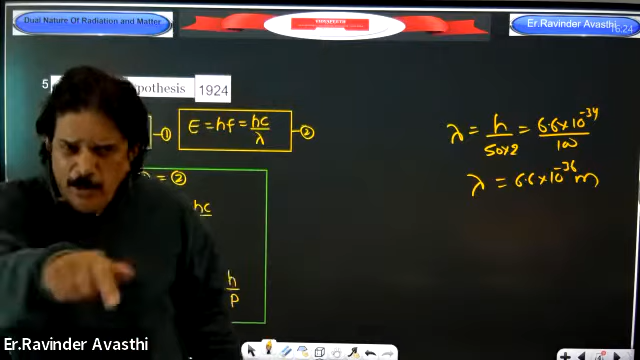 Dual Nature Of Radiation and Matter
Er.Ravinder Avasthi
16:24
5
pothesis 1924
① E = hf = hc/λ — ②
= ②
hc
h/p
λ = h/50×2 = 6.6×10⁻³⁴/100
λ = 6.6×10⁻³⁶ m
Er.Ravinder Avasthi